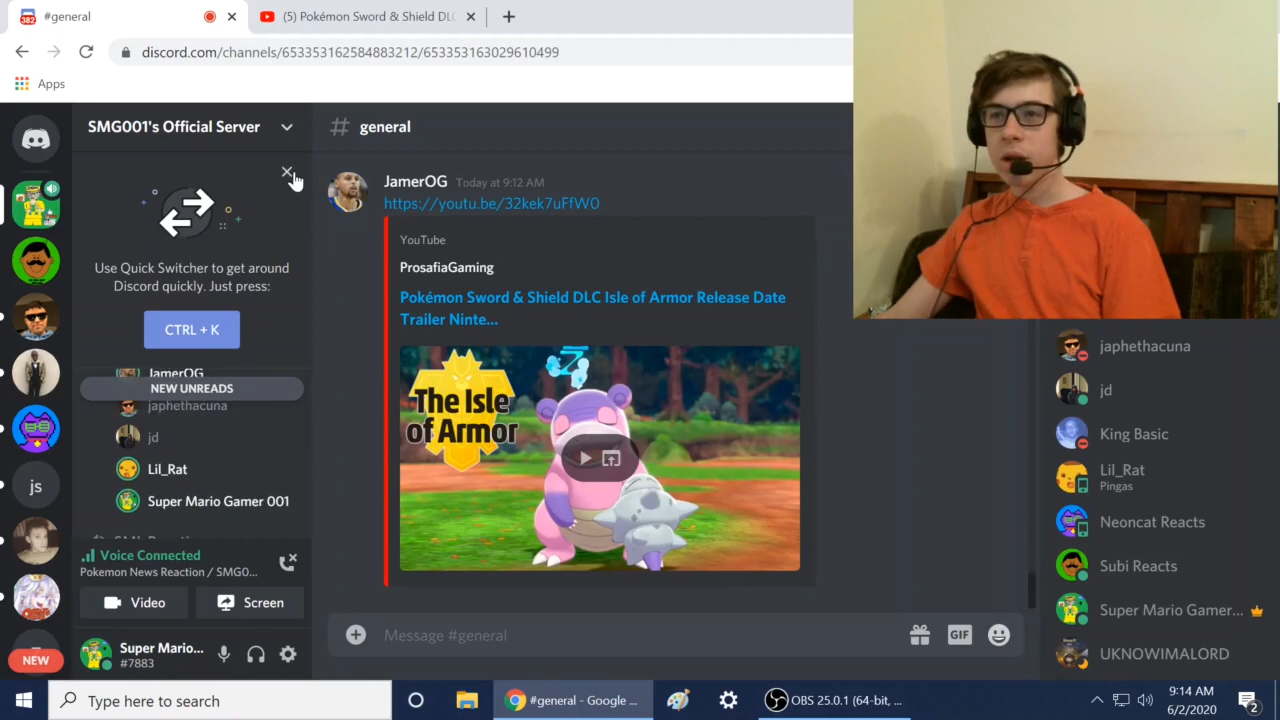 382
#general
(5) Pokémon Sword & Shield DLC
discord.com/channels/653353162584883212/653353163029610499
Apps
SMG001's Official Server
# general
Use Quick Switcher to get around
Discord quickly. Just press:
CTRL + K
JamerOG
NEW UNREADS
japhethacuna
jd
Lil_Rat
Super Mario Gamer 001
Voice Connected
Pokemon News Reaction / SMG0...
Video
Screen
Super Mario...
#7883
js
NEW
JamerOG Today at 9:12 AM
https://youtu.be/32kek7uFfW0
YouTube
ProsafiaGaming
Pokémon Sword & Shield DLC Isle of Armor Release Date
Trailer Ninte...
The Isle
of Armor
Message #general
GIF
japhethacuna
jd
King Basic
Lil_Rat
Pingas
Neoncat Reacts
Subi Reacts
Super Mario Gamer...
UKNOWIMALORD
Type here to search
#general - Google ...
OBS 25.0.1 (64-bit, ...
9:14 AM
6/2/2020
2